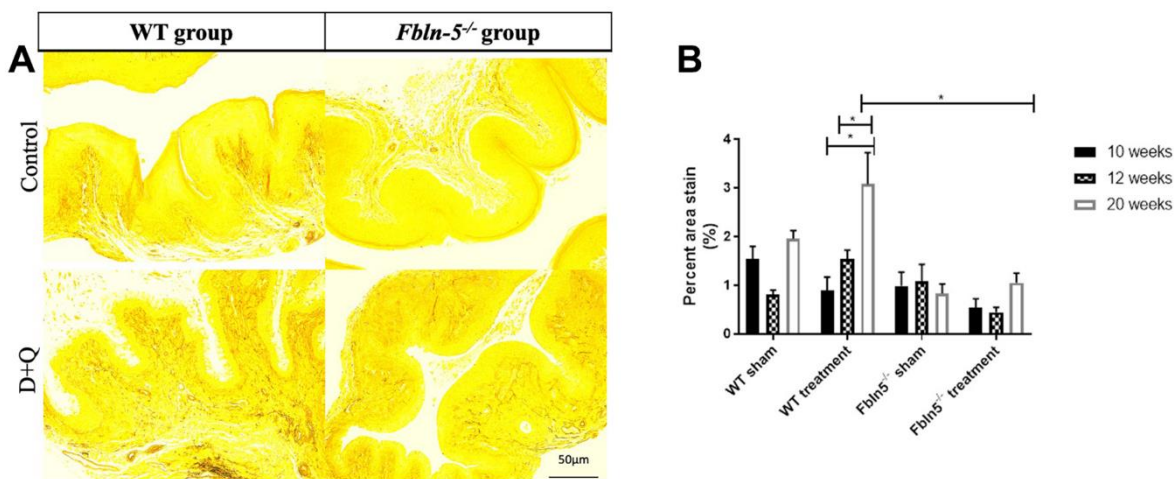 WT group
Fbln-5-/- group
A
Control
D+Q
50μm
B
*
*
*
Percent area stain
(%)
4
3
2
1
0
WT sham
WT treatment
Fbln5-/- sham
Fbln5-/- treatment
10 weeks
12 weeks
20 weeks